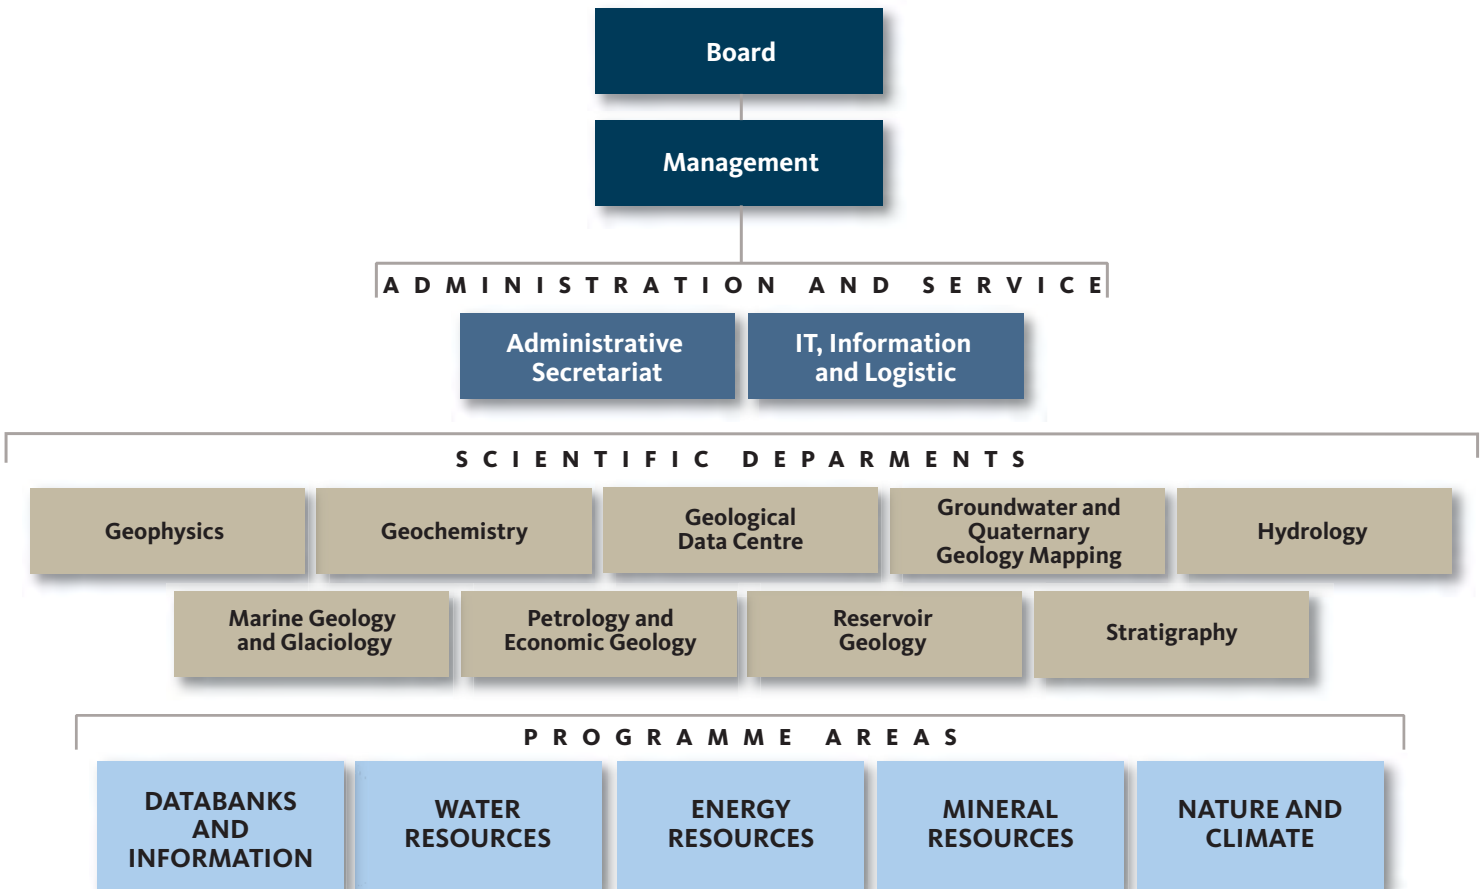 Board
Management
ADMINISTRATION AND SERVICE
Administrative
Secretariat
IT, Information
and Logistic
SCIENTIFIC DEPARMENTS
Geophysics
Geochemistry
Geological
Data Centre
Groundwater and
Quaternary
Geology Mapping
Hydrology
Marine Geology
and Glaciology
Petrology and
Economic Geology
Reservoir
Geology
Stratigraphy
PROGRAMME AREAS
DATABANKS
AND
INFORMATION
WATER
RESOURCES
ENERGY
RESOURCES
MINERAL
RESOURCES
NATURE AND
CLIMATE